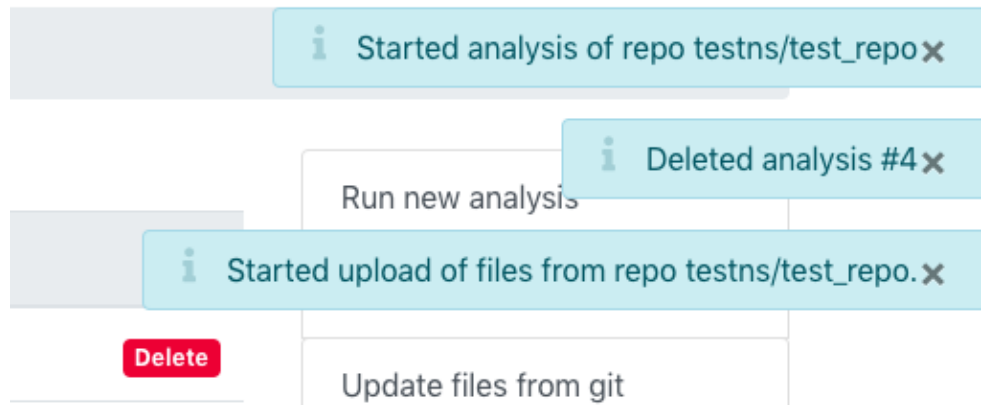 Started analysis of repo testns/test_repo ×
Deleted analysis #4 ×
Run new analysis
Started upload of files from repo testns/test_repo. ×
Delete
Update files from git